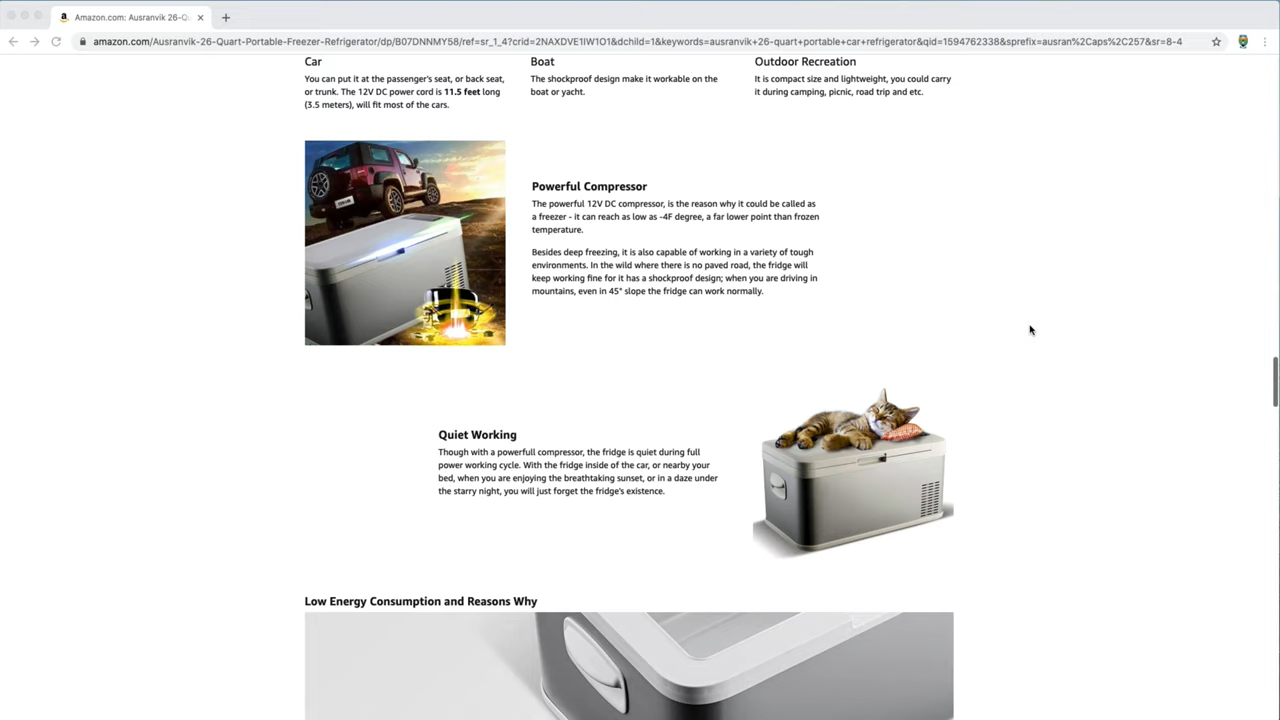 Amazon.com: Ausranvik 26-Qu
amazon.com/Ausranvik-26-Quart-Portable-Freezer-Refrigerator/dp/B07DNNMY58/ref=sr_1_4?crid=2NAXDVE1IW1O1&dchild=1&keywords=ausranvik+26-quart+portable+car+refrigerator&qid=1594762338&sprefix=ausran%2Caps%2C257&sr=8-4
Car
You can put it at the passenger's seat, or back seat,
or trunk. The 12V DC power cord is 11.5 feet long
(3.5 meters), will fit most of the cars.
Boat
The shockproof design make it workable on the
boat or yacht.
Outdoor Recreation
It is compact size and lightweight, you could carry
it during camping, picnic, road trip and etc.
Powerful Compressor
The powerful 12V DC compressor, is the reason why it could be called as
a freezer - it can reach as low as -4F degree, a far lower point than frozen
temperature.
Besides deep freezing, it is also capable of working in a variety of tough
environments. In the wild where there is no paved road, the fridge will
keep working fine for it has a shockproof design; when you are driving in
mountains, even in 45° slope the fridge can work normally.
Quiet Working
Though with a powerfull compressor, the fridge is quiet during full
power working cycle. With the fridge inside of the car, or nearby your
bed, when you are enjoying the breathtaking sunset, or in a daze under
the starry night, you will just forget the fridge's existence.
Low Energy Consumption and Reasons Why